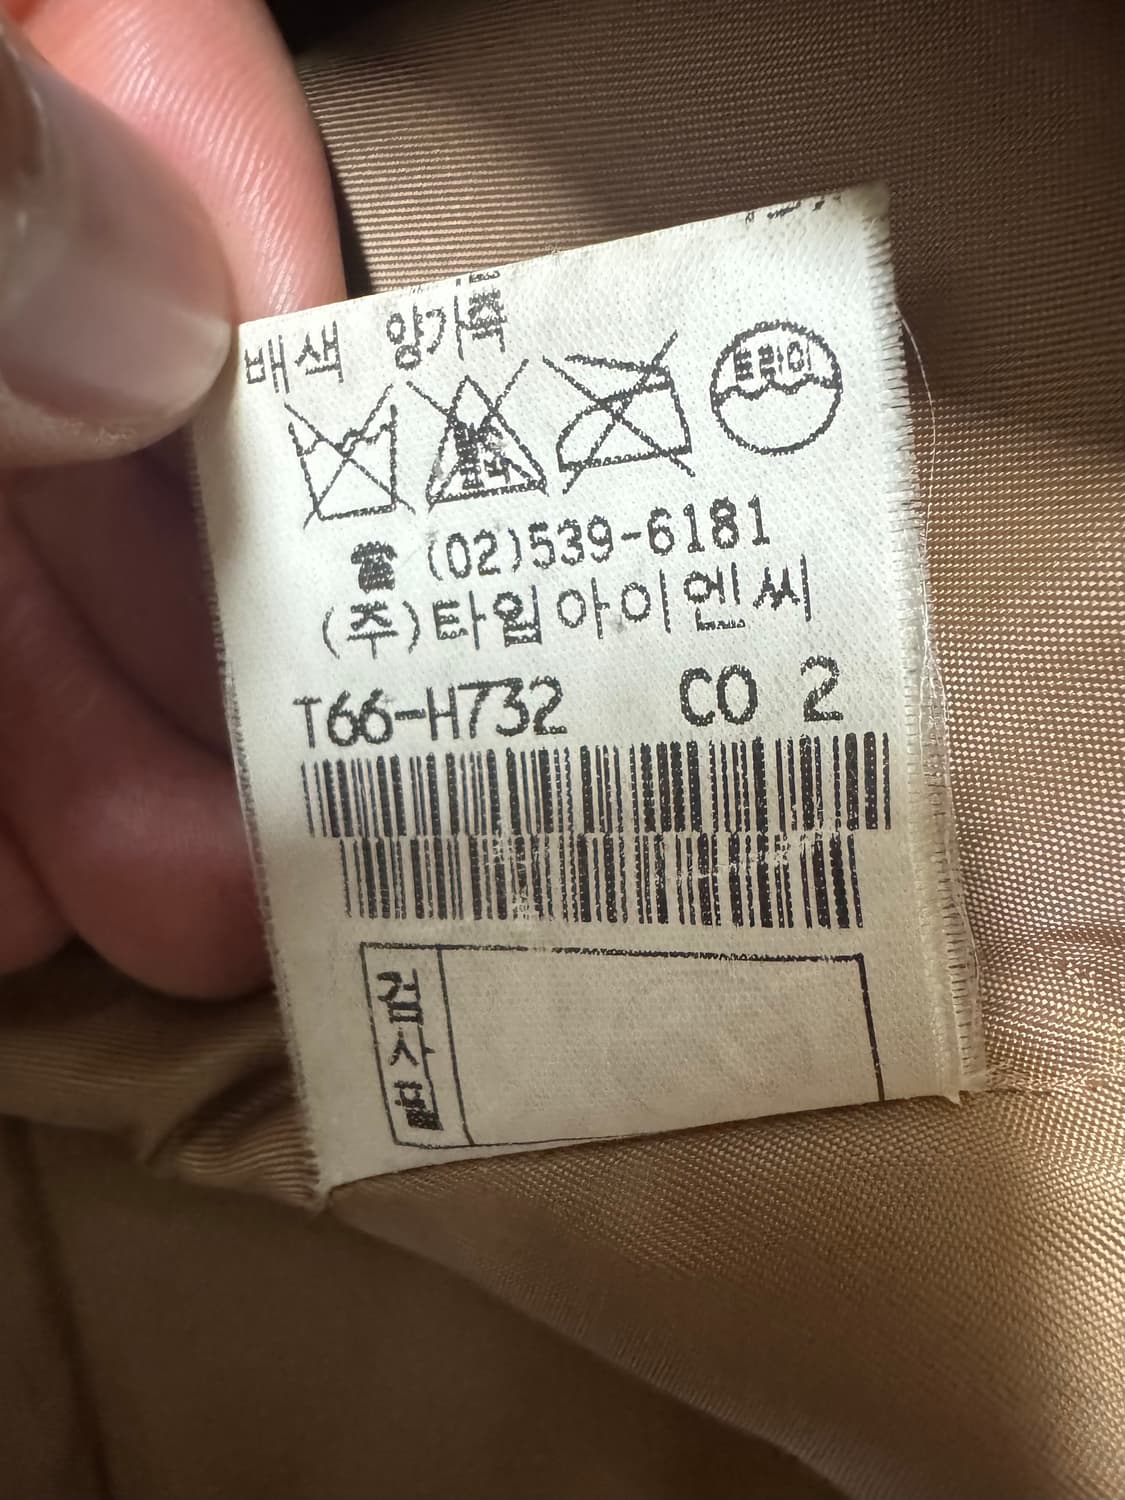 배색 양가죽
드라이
(02)539-6181
(주)타임아이엔씨
T66-H732 CO 2
검사필